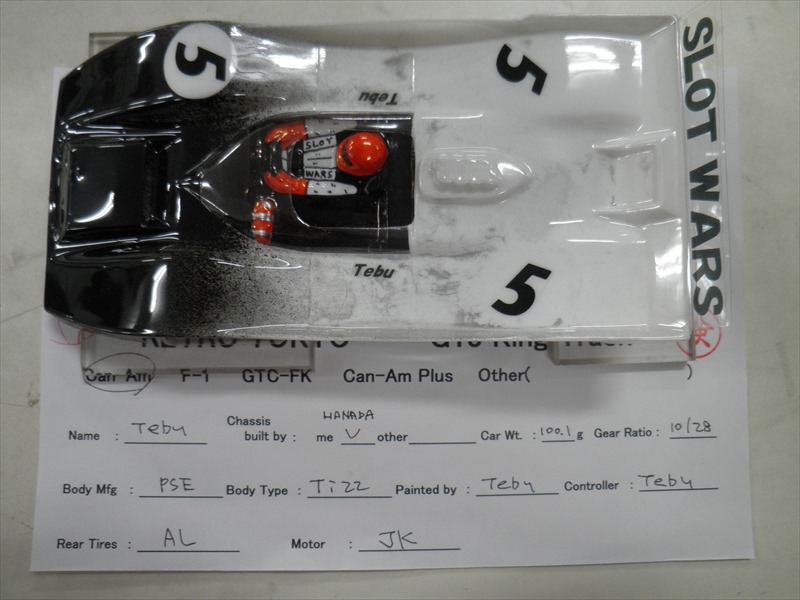 5
5
SLOT WARS
Tebu
SLOT
WARS
Tebu
5
Can-Am F-1 GTC-FK Can-Am Plus Other( )
Name : Tebu Chassis built by : HANADA me V other Car Wt. : 100.1 g Gear Ratio : 10/28
Body Mfg : PSE Body Type : Tizz Painted by : Tebu Controller : Tebu
Rear Tires : AL Motor : JK